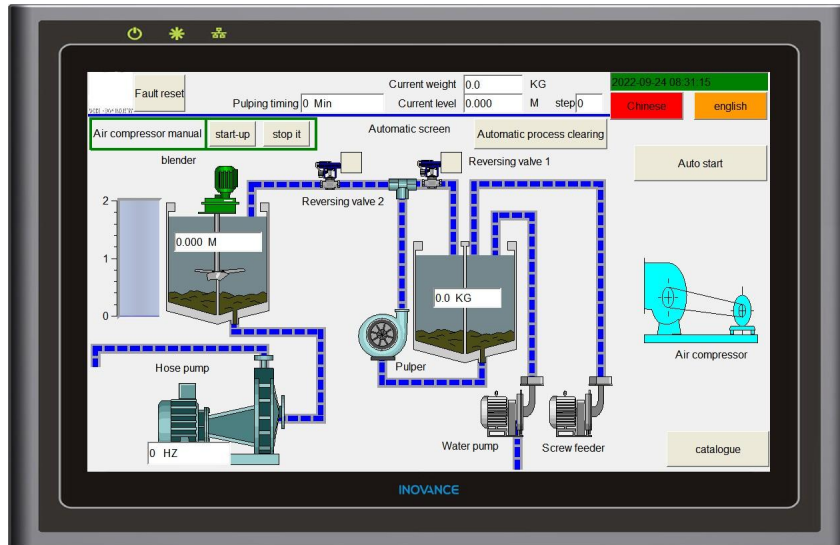 Fault reset
Current weight 0.0 KG
2022-09-24 08:31:15
Pulping timing 0 Min
Current level 0.000 M step 0
Chinese
english
Air compressor manual
start-up
stop it
Automatic screen
Automatic process clearing
blender
Reversing valve 1
Auto start
Reversing valve 2
2
0.000 M
1
0.0 KG
0
Air compressor
Hose pump
Pulper
0 HZ
Water pump
Screw feeder
catalogue
INOVANCE